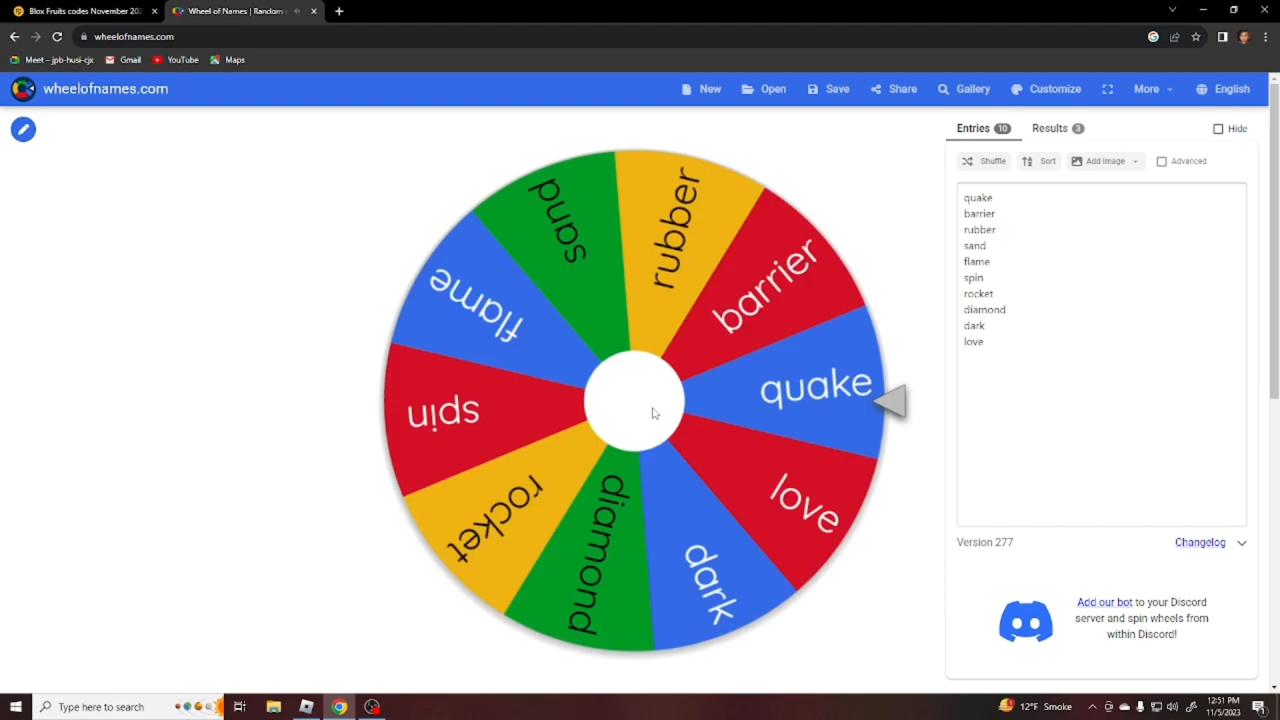 Blox Fruits codes November 202
Wheel of Names | Random
wheelofnames.com
Meet – jpb-husi-cjx
Gmail
YouTube
Maps
wheelofnames.com
New
Open
Save
Share
Gallery
Customize
More
English
Entries 10
Results 3
Hide
Shuffle
Sort
Add image
Advanced
quake
barrier
rubber
sand
flame
spin
rocket
diamond
dark
love
sand
rubber
barrier
flame
quake
spin
love
rocket
diamond
dark
Version 277
Changelog
Add our bot to your Discord
server and spin wheels from
within Discord!
Type here to search
12°F Smoke
12:51 PM
11/5/2023